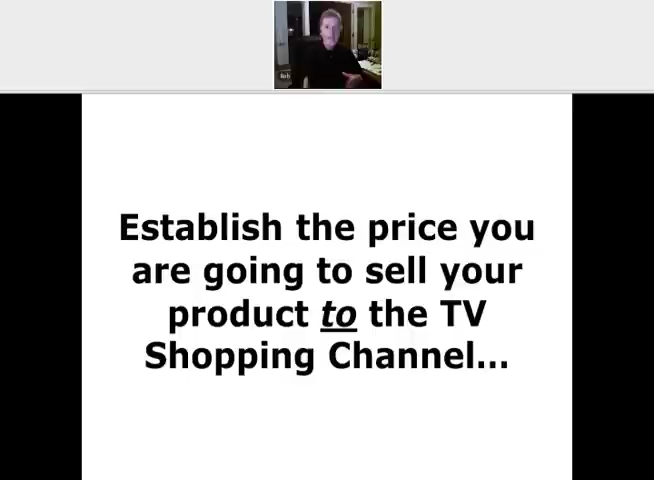 Establish the price you
are going to sell your
product to the TV
Shopping Channel...